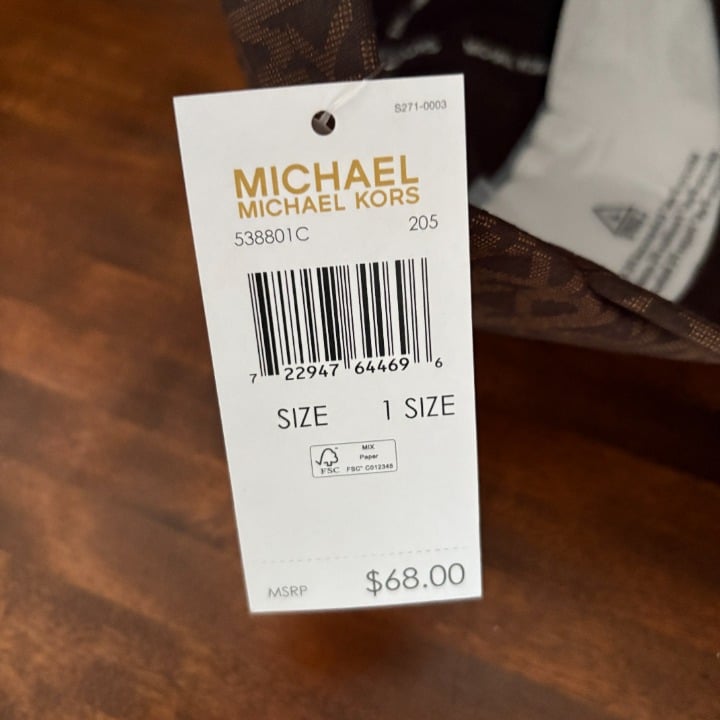 S271-0003
MICHAEL
MICHAEL KORS
538801C 205
7 22947 64469 6
SIZE 1 SIZE
MIX
Paper
FSC FSC® C012345
MSRP $68.00